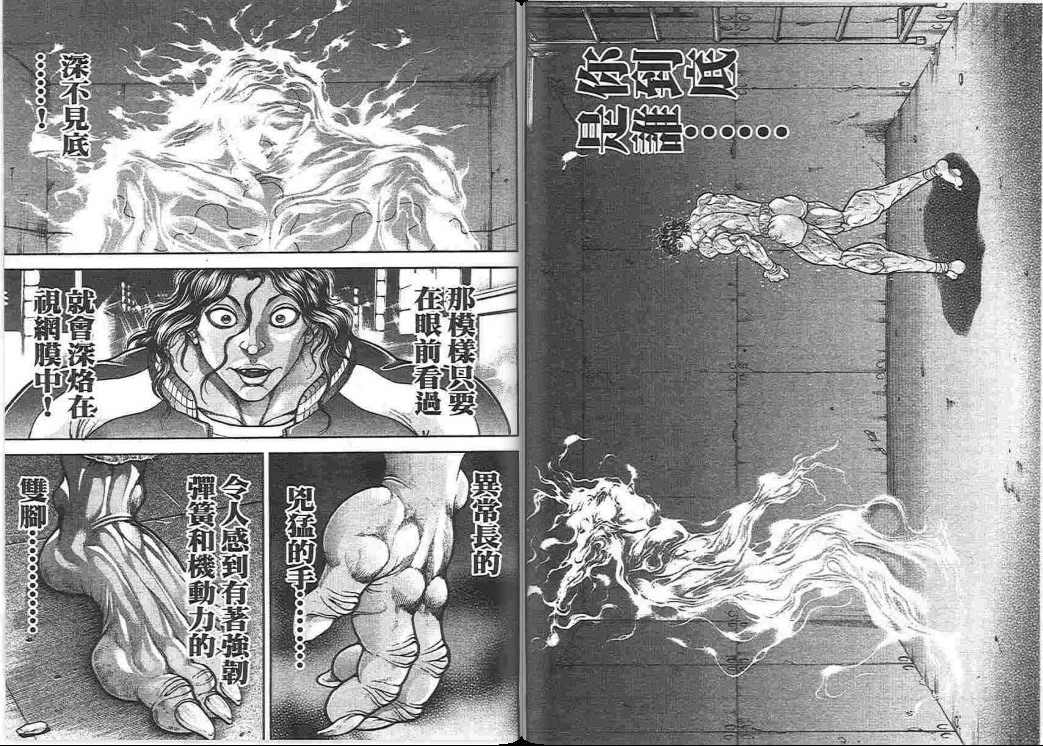 你到底
是誰……
深不見底
……！
那模樣只要
在眼前看過
就會深烙在
視網膜中！
異常長的
兇猛的手………
令人感到有著強韌
彈簧和機動力的
雙腳…………